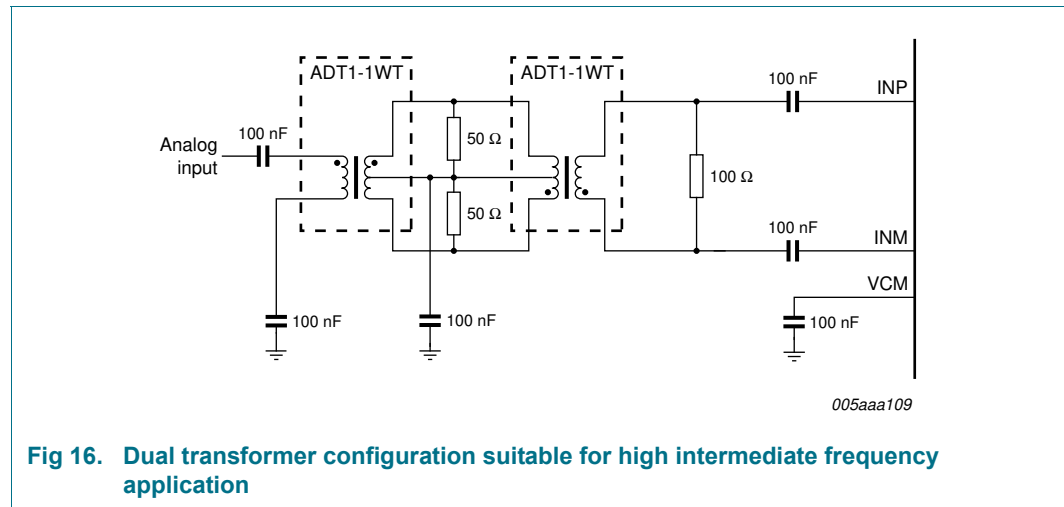 ADT1-1WT
ADT1-1WT
100 nF
INP
Analog
input
100 nF
50 Ω
100 Ω
50 Ω
100 nF
INM
VCM
100 nF
100 nF
100 nF
005aaa109
Fig 16. Dual transformer configuration suitable for high intermediate frequency
application